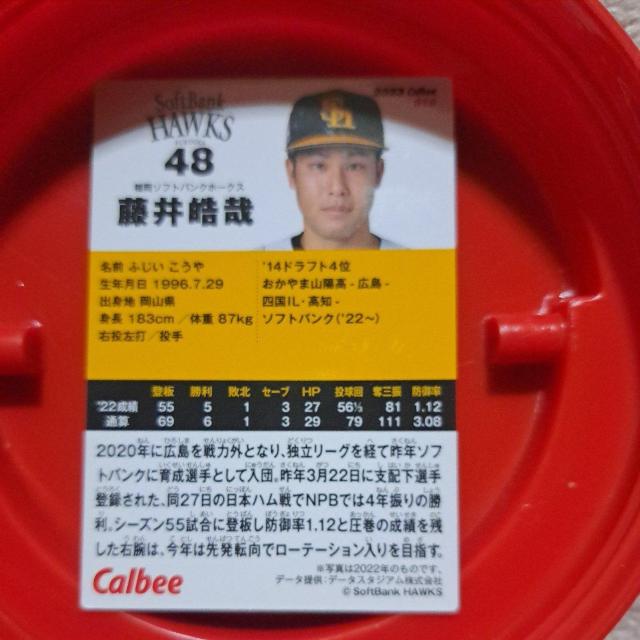 SoftBank
HAWKS
48
福岡ソフトバンクホークス
藤井皓哉
2023 Calbee
名前 ふじい こうや
生年月日 1996.7.29
出身地 岡山県
身長 183cm／体重 87kg
右投左打／投手
'14ドラフト4位
おかやま山陽高 - 広島 -
四国IL・高知 -
ソフトバンク('22～)
登板 勝利 敗北 セーブ HP 投球回 奪三振 防御率
'22成績 55 5 1 3 27 56⅓ 81 1.12
通算 69 6 1 3 29 79 111 3.08
2020年に広島を戦力外となり、独立リーグを経て昨年ソフ
トバンクに育成選手として入団。昨年3月22日に支配下選手
登録された、同27日の日本ハム戦でNPBでは4年振りの勝
利。シーズン55試合に登板し防御率1.12と圧巻の成績を残
した右腕は、今年は先発転向でローテーション入りを目指す。
※写真は2022年のものです。
データ提供：データスタジアム株式会社
© SoftBank HAWKS
Calbee